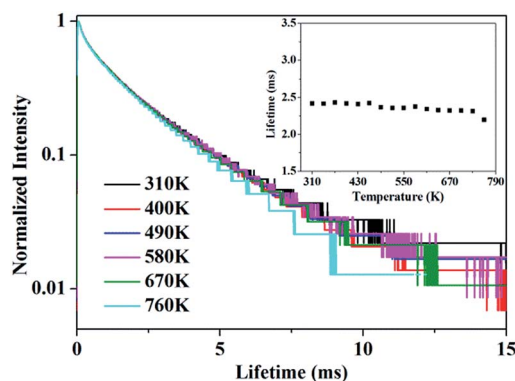 Normalized Intensity
1
0.1
0.01
310K
400K
490K
580K
670K
760K
0
5
10
15
Lifetime (ms)
Lifetime (ms)
3.5
3.0
2.5
2.0
1.5
310
430
550
670
790
Temperature (K)